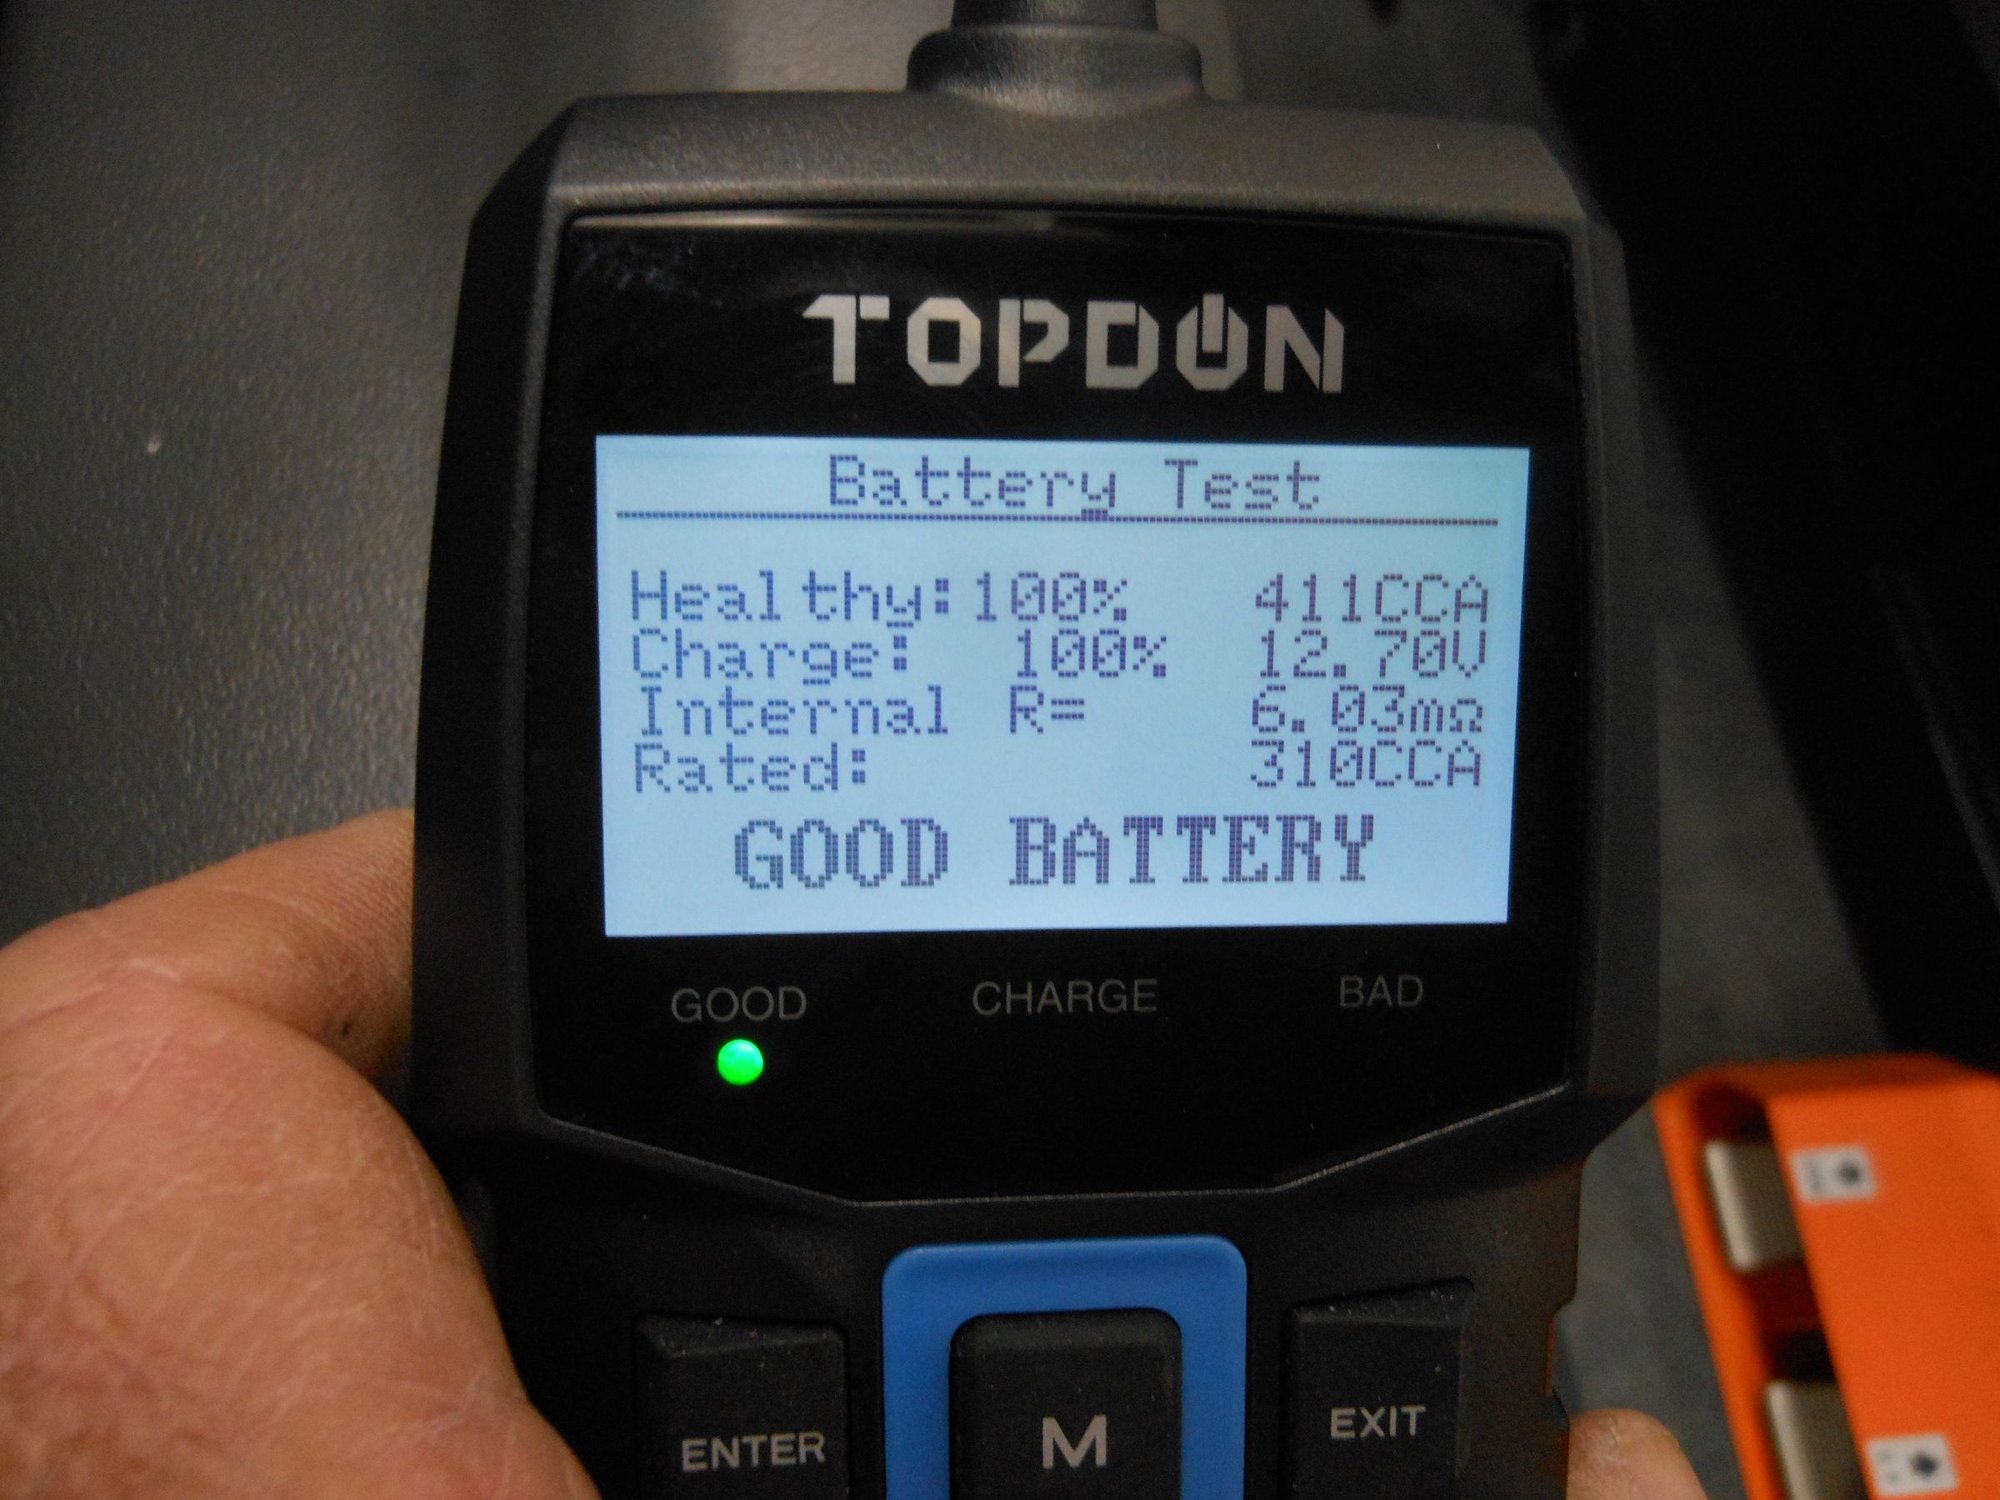 TOPDON
Battery Test
Healthy:100% 411CCA
Charge: 100% 12.70V
Internal R= 6.03mΩ
Rated: 310CCA
GOOD BATTERY
GOOD CHARGE BAD
ENTER M EXIT